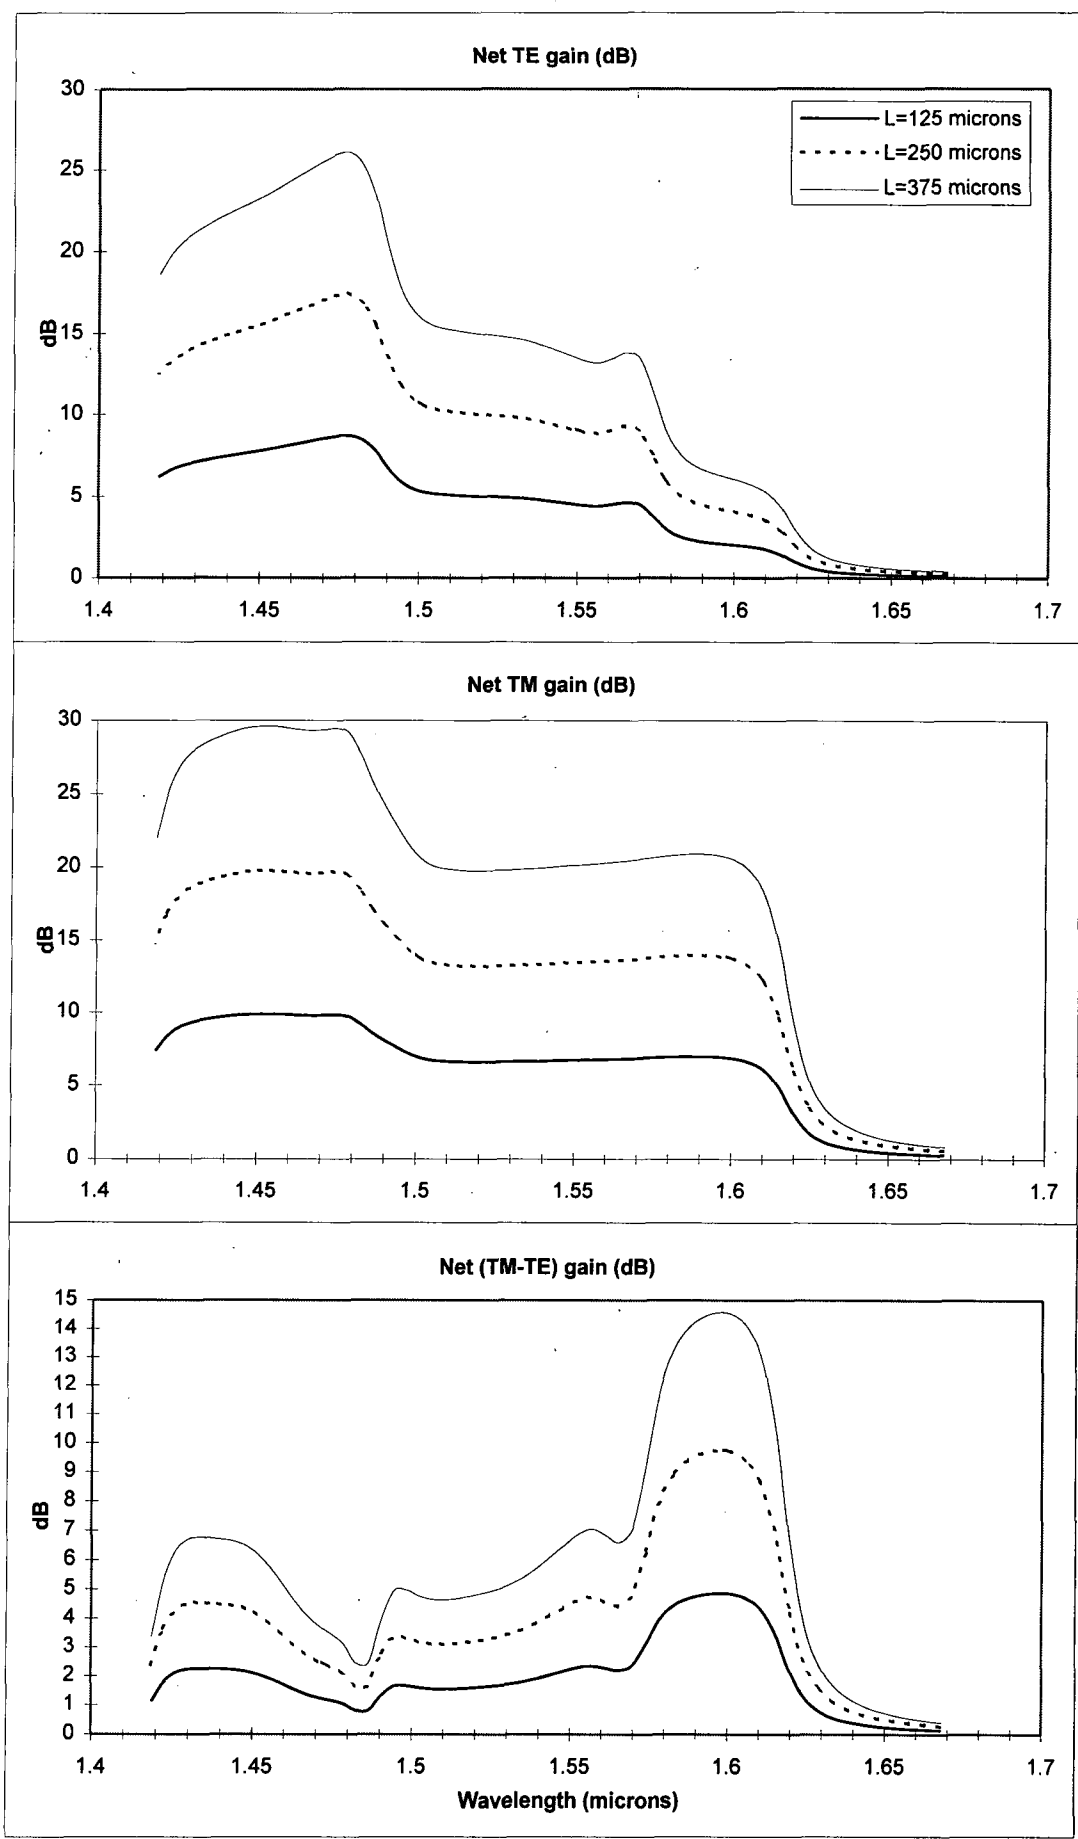 Net TE gain (dB)
30
25
20
15
10
5
0
dB
L=125 microns
L=250 microns
L=375 microns
1.4 1.45 1.5 1.55 1.6 1.65 1.7
Net TM gain (dB)
30
25
20
15
10
5
0
dB
1.4 1.45 1.5 1.55 1.6 1.65 1.7
Net (TM-TE) gain (dB)
15
14
13
12
11
10
9
8
7
6
5
4
3
2
1
0
dB
1.4 1.45 1.5 1.55 1.6 1.65 1.7
Wavelength (microns)